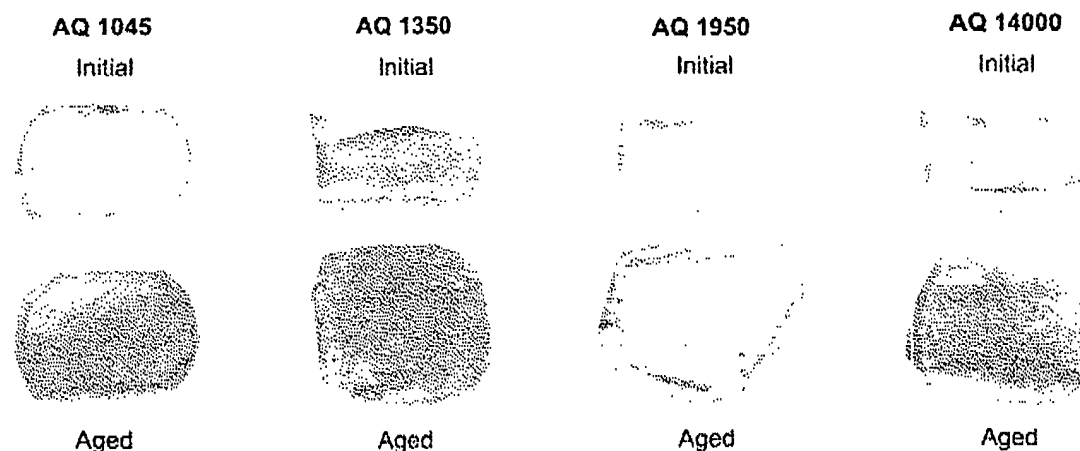 AQ 1045 AQ 1350 AQ 1950 AQ 14000
Initial Initial Initial Initial
Aged Aged Aged Aged